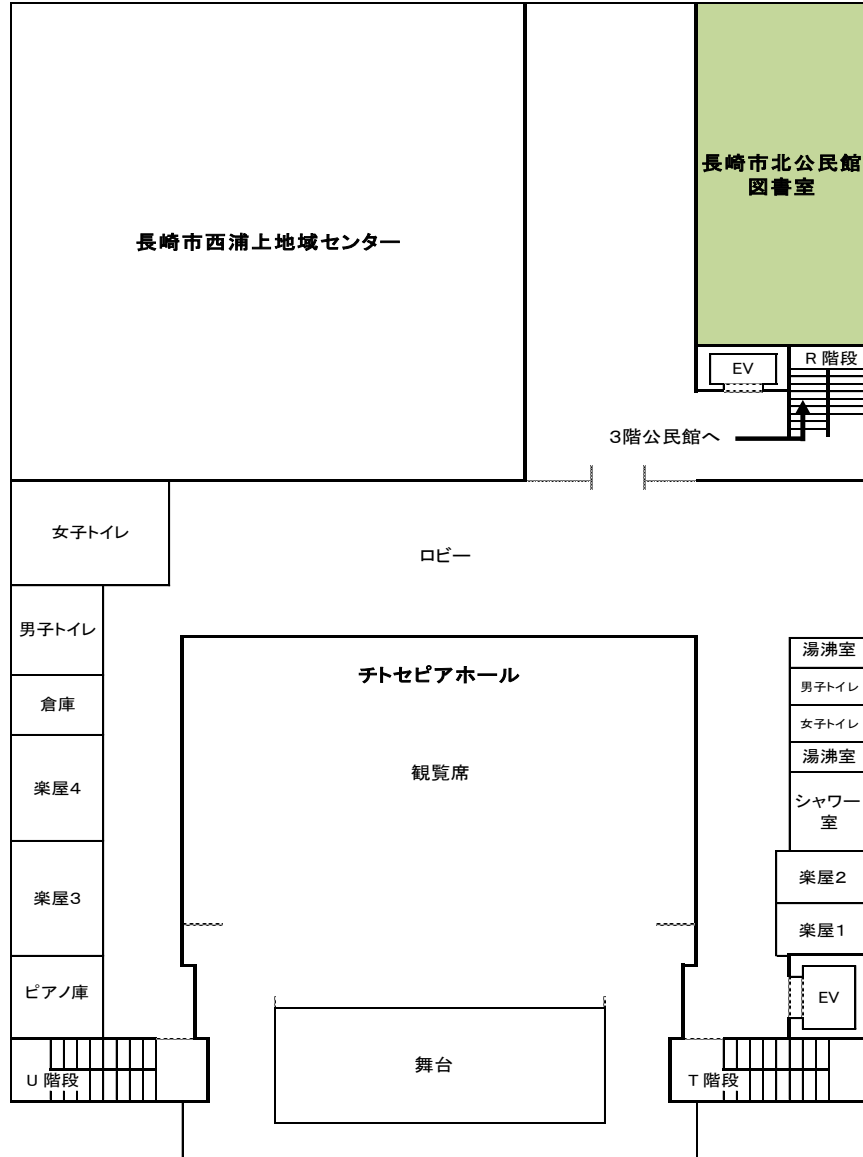 長崎市北公民館
図書室
長崎市西浦上地域センター
EV
R 階段
3階公民館へ
女子トイレ
ロビー
男子トイレ
湯沸室
チトセピアホール
男子トイレ
倉庫
女子トイレ
湯沸室
観覧席
楽屋4
シャワー
室
楽屋2
楽屋3
楽屋1
ピアノ庫
EV
舞台
U 階段
T 階段